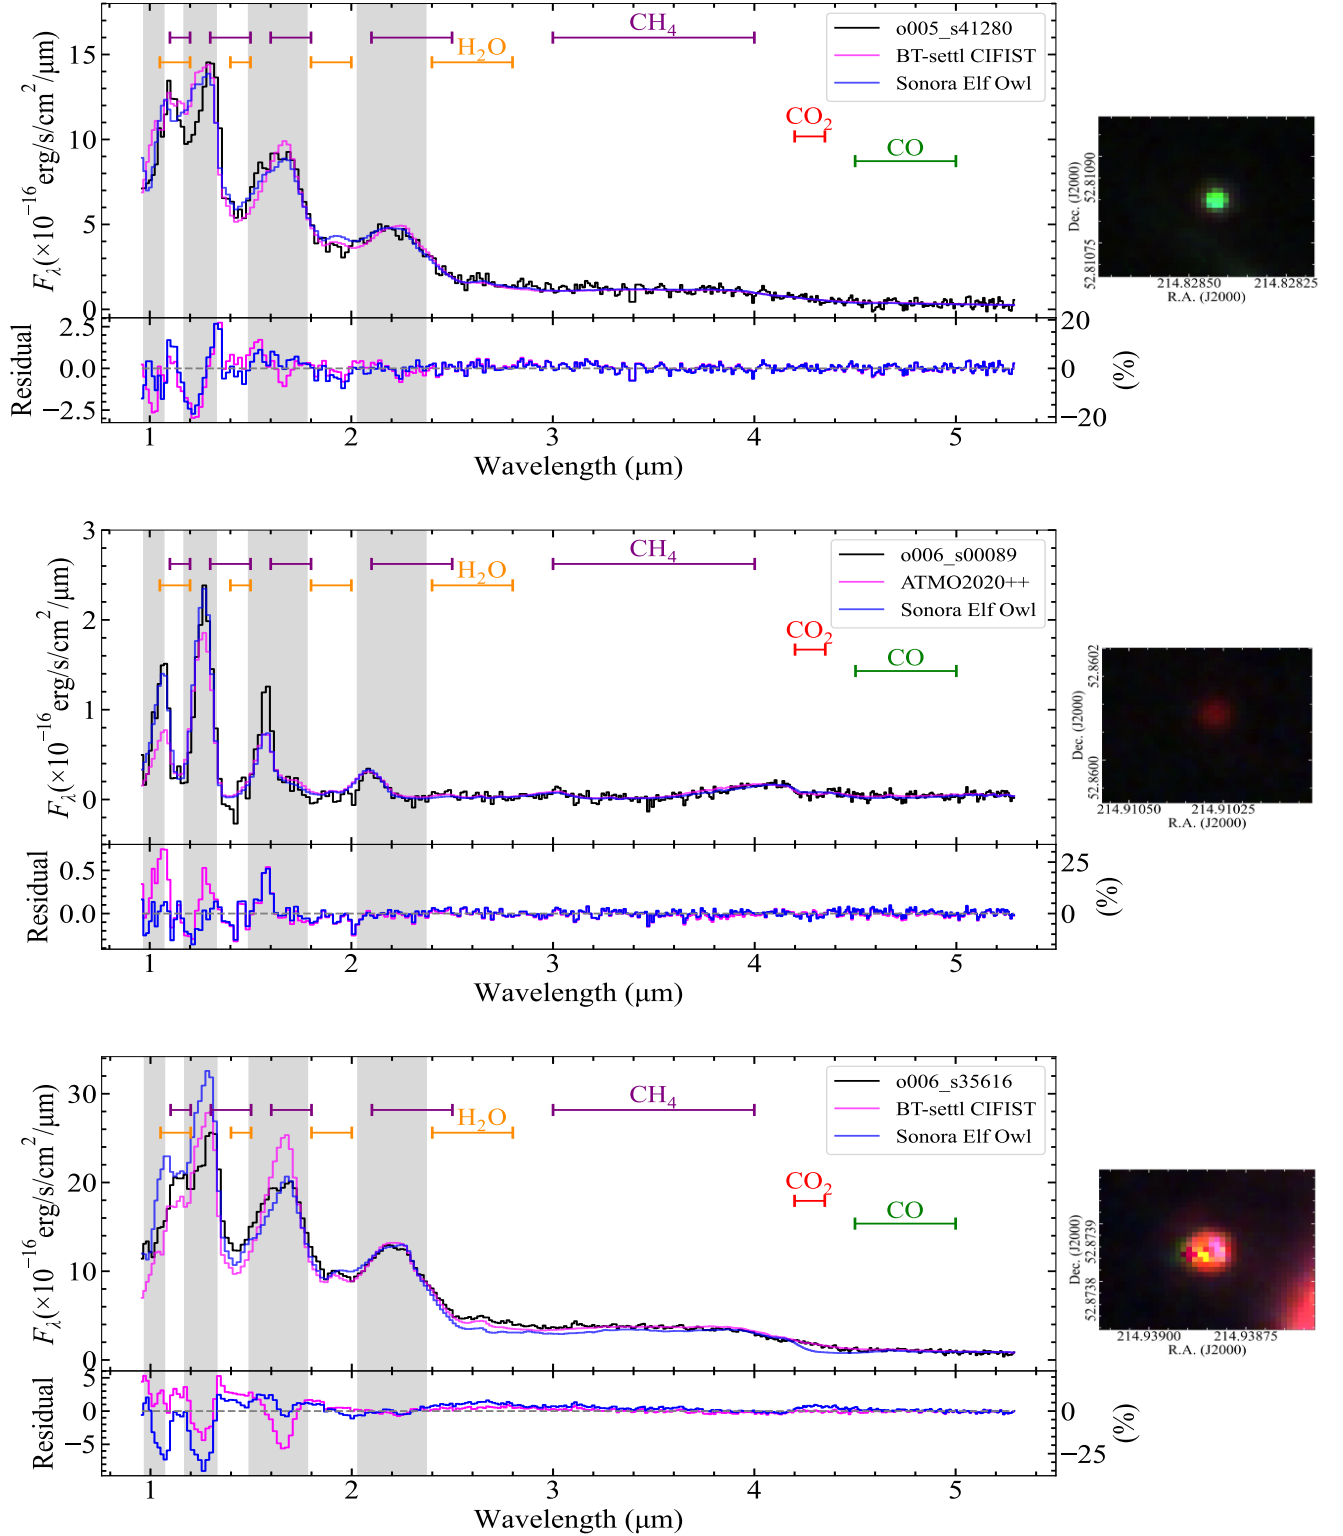 CH4
H2O
CO2
CO
o005_s41280
BT-settl CIFIST
Sonora Elf Owl
Fλ(×10−16 erg/s/cm2/μm)
15
10
5
0
Residual
2.5
0.0
−2.5
20
0
−20
(%)
1 2 3 4 5
Wavelength (μm)
Dec. (J2000)
52.81090
52.81075
214.82850 214.82825
R.A. (J2000)
CH4
H2O
CO2
CO
o006_s00089
ATMO2020++
Sonora Elf Owl
Fλ(×10−16 erg/s/cm2/μm)
3
2
1
0
Residual
0.5
0.0
25
0
(%)
1 2 3 4 5
Wavelength (μm)
Dec. (J2000)
52.8602
52.8600
214.91050 214.91025
R.A. (J2000)
CH4
H2O
CO2
CO
o006_s35616
BT-settl CIFIST
Sonora Elf Owl
Fλ(×10−16 erg/s/cm2/μm)
30
20
10
0
Residual
5
0
−5
0
−25
(%)
1 2 3 4 5
Wavelength (μm)
Dec. (J2000)
52.8739
52.8738
214.93900 214.93875
R.A. (J2000)